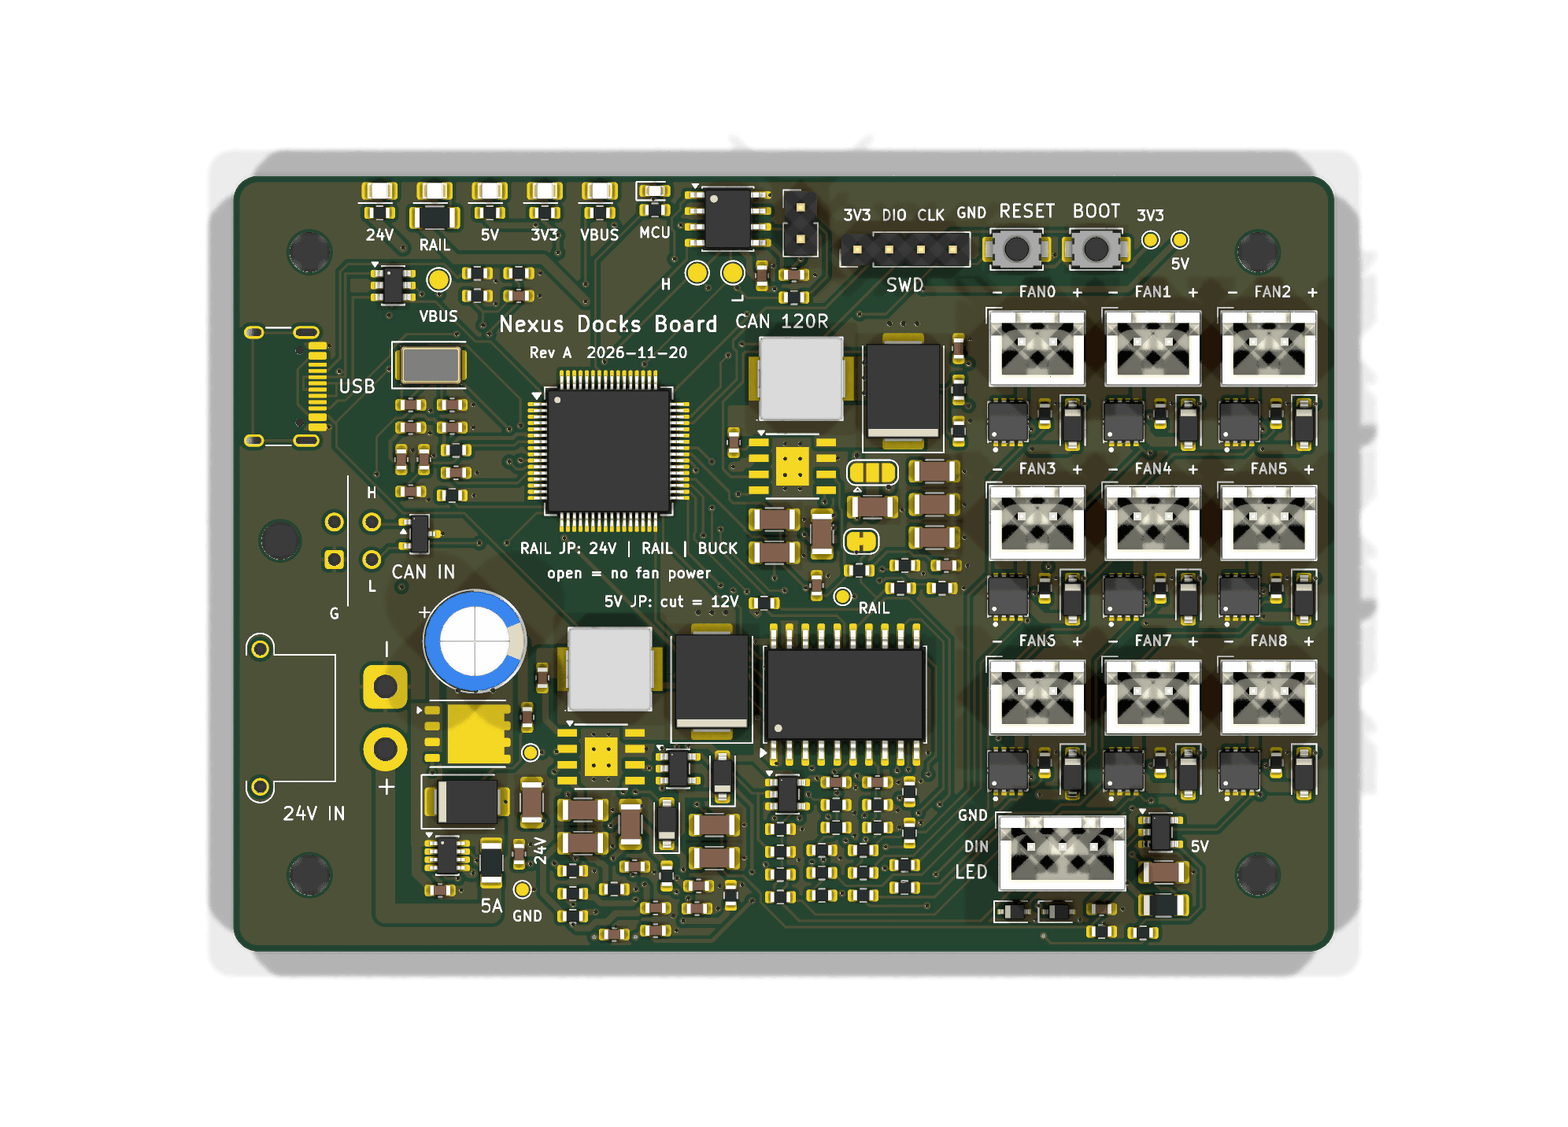 24V
RAIL
5V
3V3
VBUS
MCU
3V3 DIO CLK GND
RESET
BOOT
3V3
5V
SWD
H
L
VBUS
- FAN0 +
- FAN1 +
- FAN2 +
Nexus Docks Board
CAN 120R
Rev A 2026-11-20
USB
- FAN3 +
- FAN4 +
- FAN5 +
H
L
G
CAN IN
RAIL JP: 24V | RAIL | BUCK
open = no fan power
5V JP: cut = 12V
RAIL
+
- FAN6 +
- FAN7 +
- FAN8 +
-
+
24V IN
24V
5A
GND
GND
DIN
LED
5V